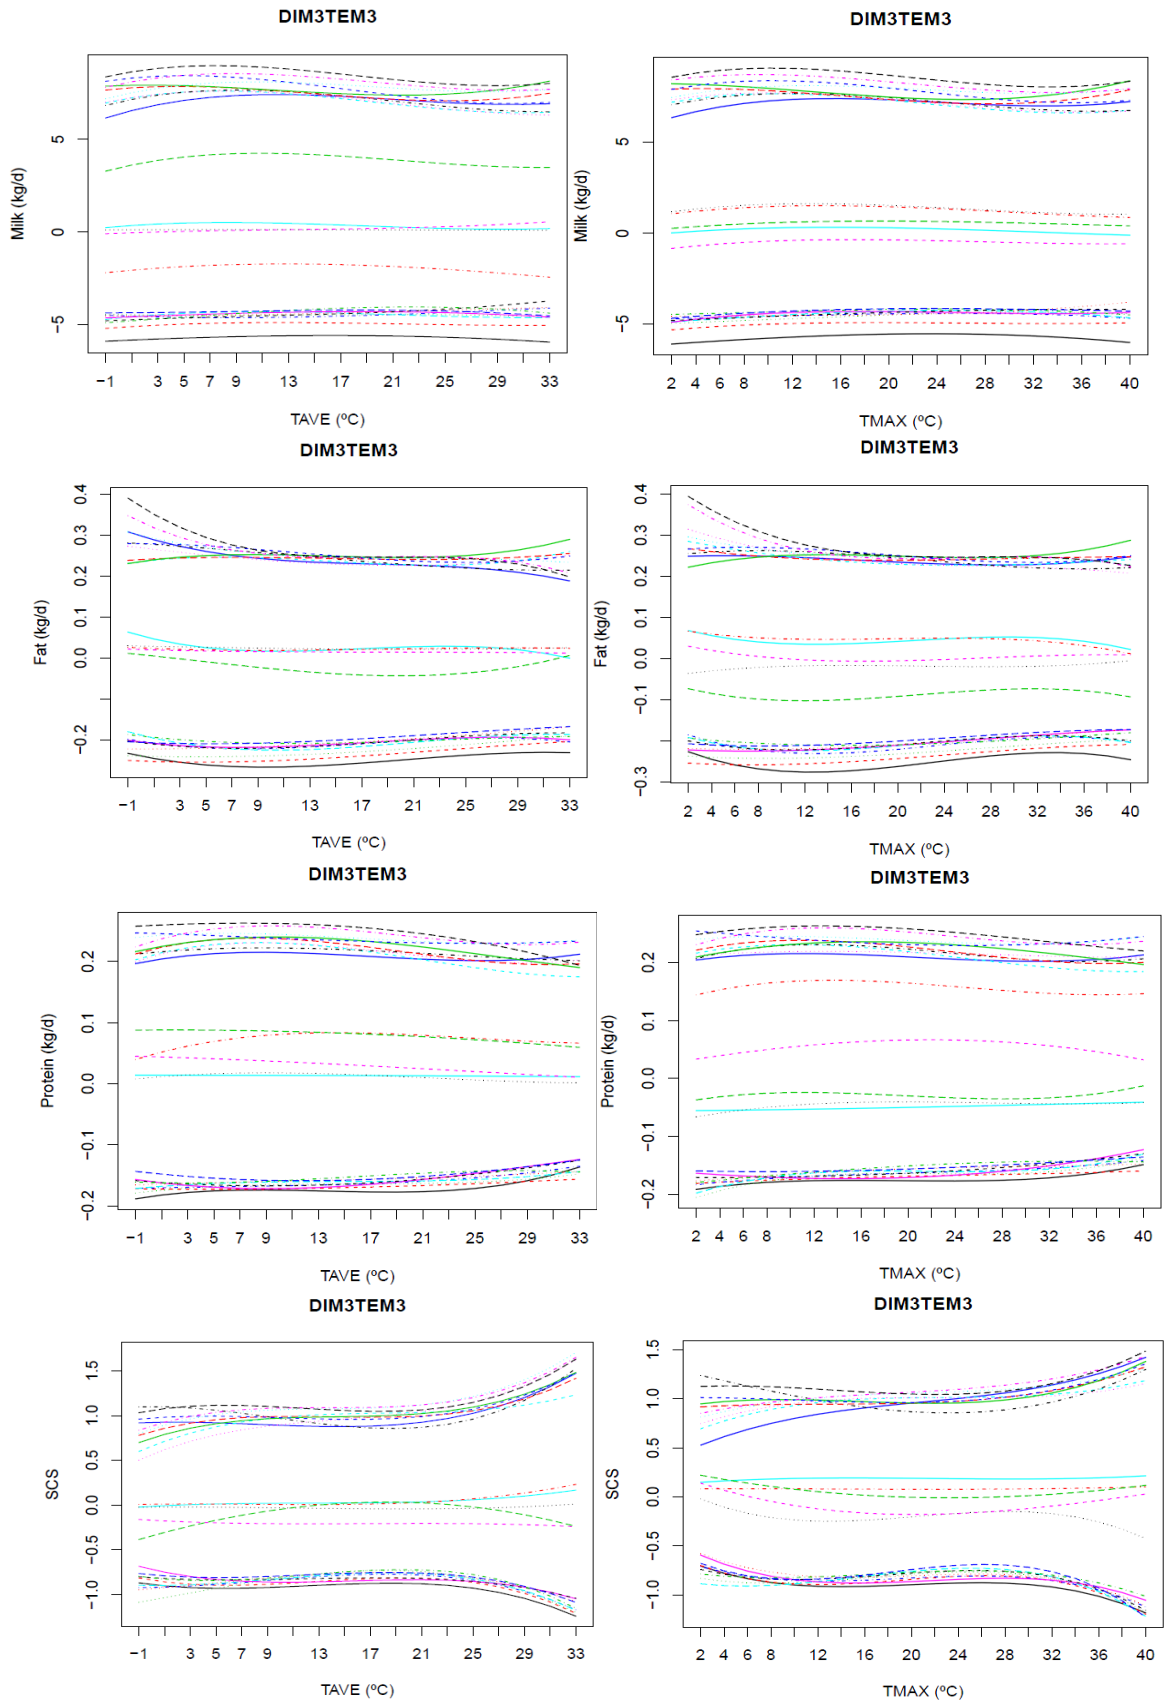 DIM3TEM3
DIM3TEM3
Milk (kg/d)
5
0
−5
−1 3 5 7 9 13 17 21 25 29 33
TAVE (ºC)
Milk (kg/d)
5
0
−5
2 4 6 8 12 16 20 24 28 32 36 40
TMAX (ºC)
DIM3TEM3
DIM3TEM3
Fat (kg/d)
0.4
0.3
0.2
0.1
0.0
−0.2
−1 3 5 7 9 13 17 21 25 29 33
TAVE (ºC)
Fat (kg/d)
0.4
0.3
0.2
0.1
0.0
−0.1
−0.3
2 4 6 8 12 16 20 24 28 32 36 40
TMAX (ºC)
DIM3TEM3
DIM3TEM3
Protein (kg/d)
0.2
0.1
0.0
−0.1
−0.2
−1 3 5 7 9 13 17 21 25 29 33
TAVE (ºC)
Protein (kg/d)
0.2
0.1
0.0
−0.1
−0.2
2 4 6 8 12 16 20 24 28 32 36 40
TMAX (ºC)
DIM3TEM3
DIM3TEM3
SCS
1.5
1.0
0.5
0.0
−0.5
−1.0
−1 3 5 7 9 13 17 21 25 29 33
TAVE (ºC)
SCS
1.5
1.0
0.5
0.0
−0.5
−1.0
2 4 6 8 12 16 20 24 28 32 36 40
TMAX (ºC)